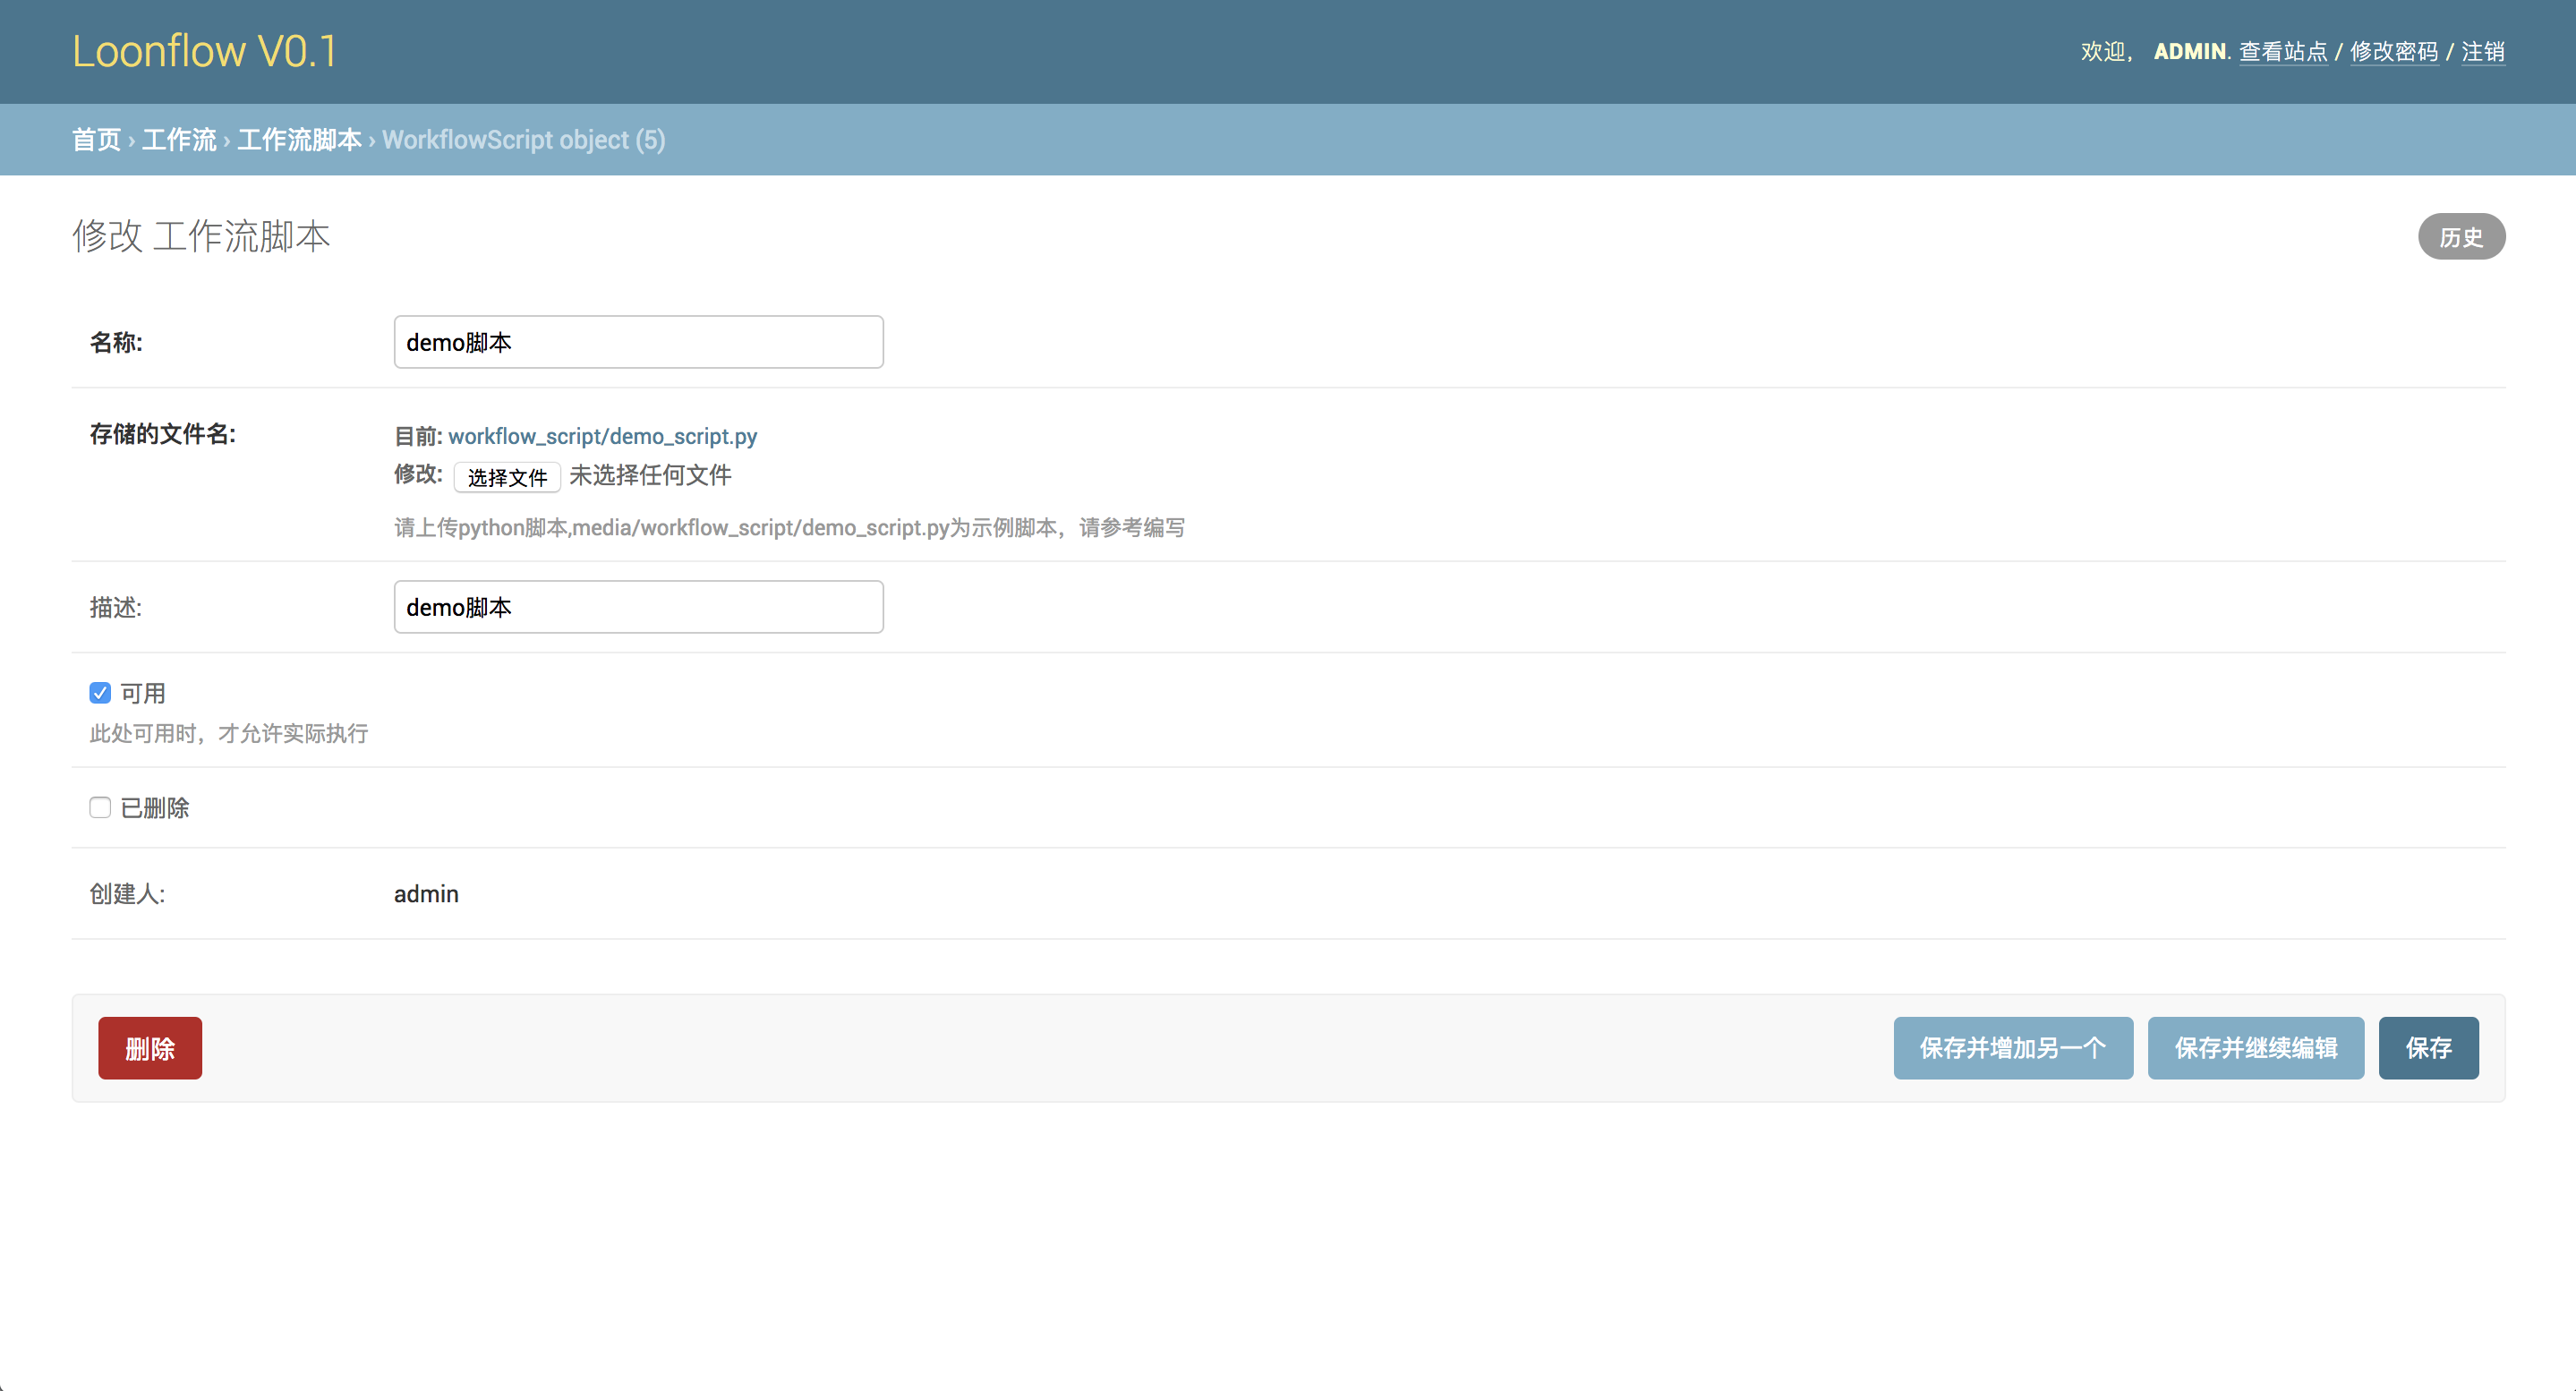 Loonflow V0.1
欢迎， ADMIN. 查看站点 / 修改密码 / 注销
首页 › 工作流 › 工作流脚本 › WorkflowScript object (5)
修改 工作流脚本
历史
名称:
demo脚本
存储的文件名:
目前: workflow_script/demo_script.py
修改: 选择文件 未选择任何文件
请上传python脚本,media/workflow_script/demo_script.py为示例脚本，请参考编写
描述:
demo脚本
可用
此处可用时，才允许实际执行
已删除
创建人:
admin
删除
保存并增加另一个
保存并继续编辑
保存